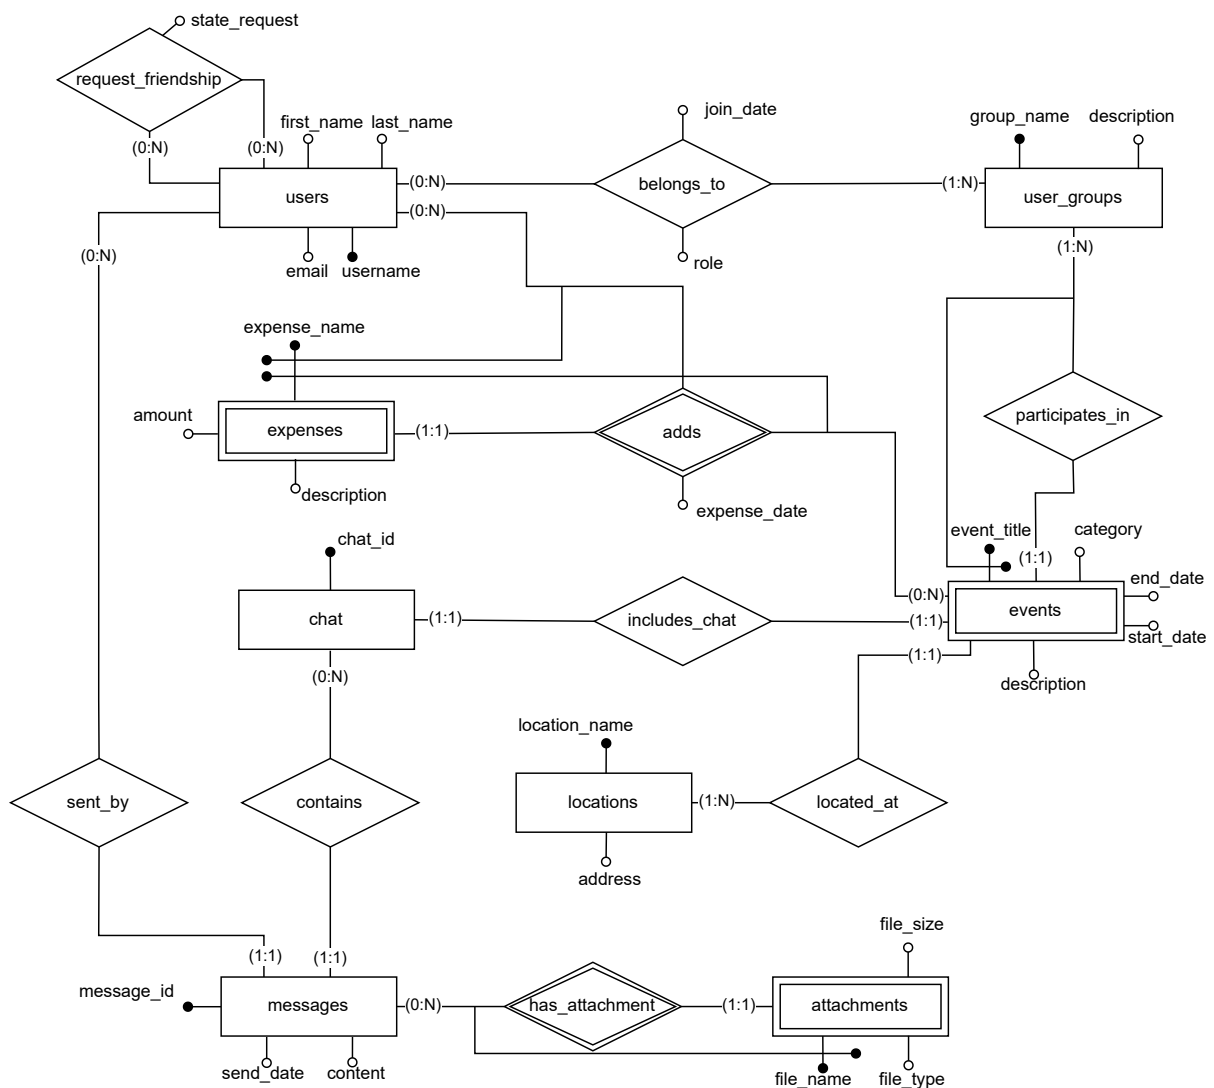 state_request
request_friendship
first_name
last_name
join_date
group_name
description
(0:N)
(0:N)
users
(0:N)
belongs_to
(1:N)
user_groups
(0:N)
(0:N)
(1:N)
email
username
role
expense_name
amount
expenses
(1:1)
adds
participates_in
description
expense_date
event_title
category
chat_id
(1:1)
end_date
(0:N)
events
chat
(1:1)
includes_chat
(1:1)
start_date
(1:1)
description
(0:N)
location_name
sent_by
contains
locations
(1:N)
located_at
address
file_size
(1:1)
(1:1)
message_id
messages
(0:N)
has_attachment
(1:1)
attachments
send_date
content
file_name
file_type